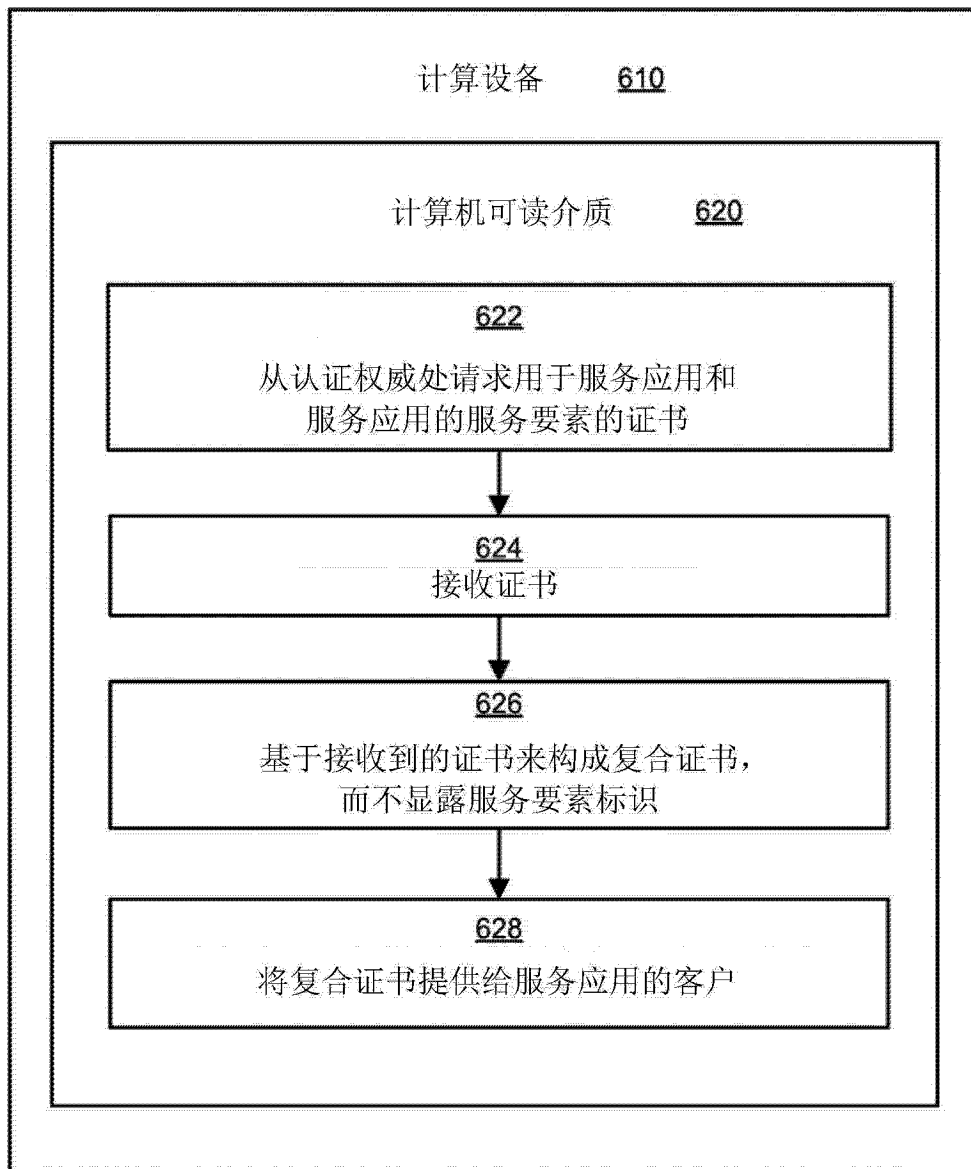 计算设备 610
计算机可读介质 620
622
从认证权威处请求用于服务应用和
服务应用的服务要素的证书
624
接收证书
626
基于接收到的证书来构成复合证书，
而不显露服务要素标识
628
将复合证书提供给服务应用的客户